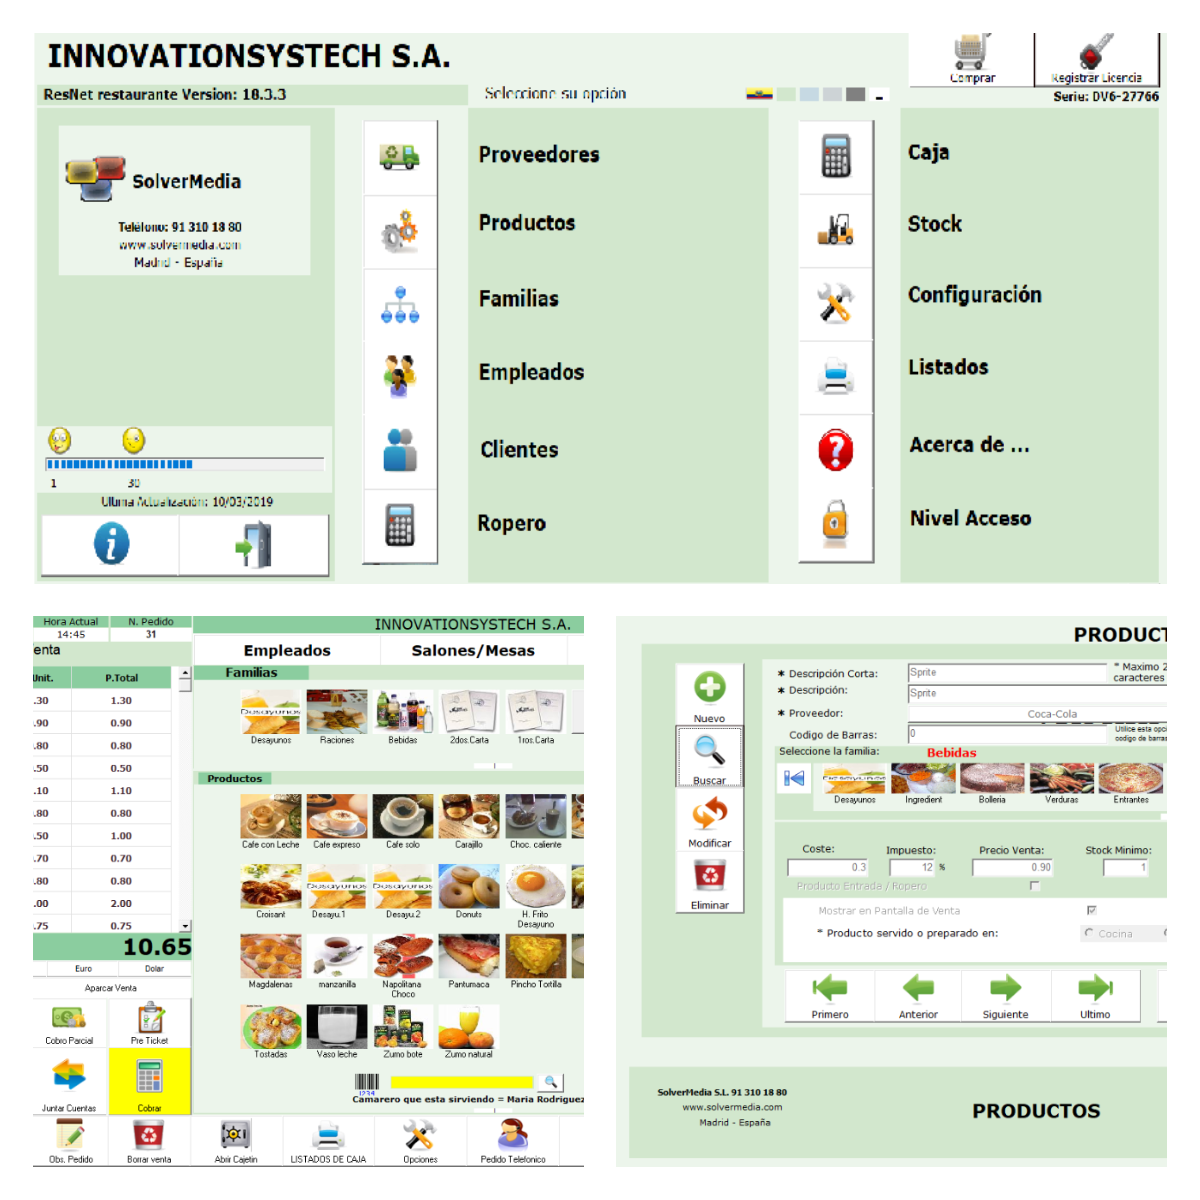 INNOVATIONSYSTECH S.A.
Comprar
Registrar Licencia
ResNet restaurante Version: 18.3.3
Seleccione su opción
Serie: DV6-27766
SolverMedia
Teléfono: 91 310 18 80
www.solvermedia.com
Madrid - España
Proveedores
Productos
Familias
Empleados
Clientes
Ropero
Caja
Stock
Configuración
Listados
Acerca de ...
Nivel Acceso
1 30
Ultima Actualización: 10/03/2019
Hora Actual N. Pedido
14:45 31
enta
Unit. P.Total
.30 1.30
.90 0.90
.80 0.80
.50 0.50
.10 1.10
.80 0.80
.50 1.00
.70 0.70
.80 0.80
.00 2.00
.75 0.75
10.65
Euro Dolar
Aparcar Venta
Cobro Parcial Pre Ticket
Juntar Cuentas Cobrar
Obs. Pedido Borrar venta Abrir Cajetin LISTADOS DE CAJA Opciones Pedido Telefonico
INNOVATIONSYSTECH S.A.
Empleados Salones/Mesas
Familias
Desayunos
Desayunos Raciones Bebidas 2dos.Carta 1ros.Carta
Productos
Cafe con Leche Cafe expreso Cafe solo Carajillo Choc. caliente
Desayunos Desayunos
Croisant Desayu.1 Desayu.2 Donuts H. Frito Desayuno
Magdalenas manzanilla Napolitana Choco Pantumaca Pincho Tortilla
Tostadas Vaso leche Zumo bote Zumo natural
1234
Camarero que esta sirviendo = Maria Rodriguez
PRODUCT
Nuevo
Buscar
Modificar
Eliminar
* Descripción Corta: Sprite
* Maximo 2
caracteres
* Descripción: Sprite
* Proveedor: Coca-Cola
Codigo de Barras: 0
Utilice esta opci
codigo de barras
Seleccione la familia: Bebidas
Desayunos
Desayunos Ingredient Bolleria Verduras Entrantes
Coste: Impuesto: Precio Venta: Stock Minimo:
0.3 12 % 0.90 1
Producto Entrada / Ropero
Mostrar en Pantalla de Venta
* Producto servido o preparado en: Cocina
Primero Anterior Siguiente Ultimo
SolverMedia S.L. 91 310 18 80
www.solvermedia.com
Madrid - España
PRODUCTOS